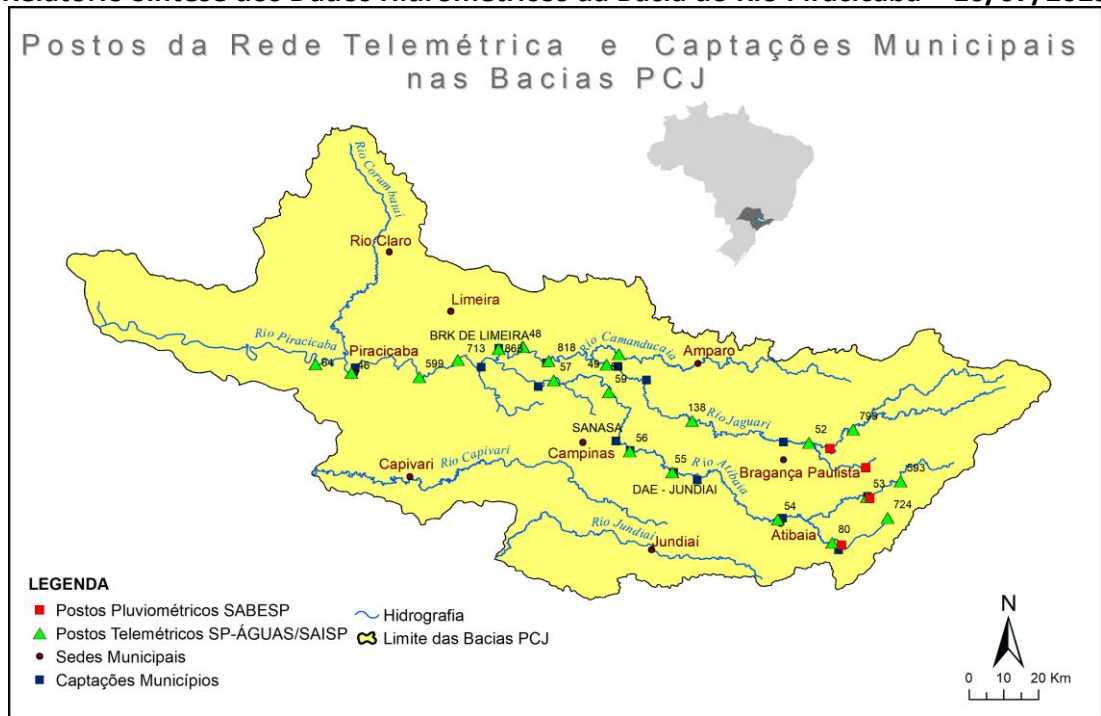 Postos da Rede Telemétrica e Captações Municipais
nas Bacias PCJ
Rio Corumbataí
Rio Claro
Limeira
BRK DE LIMEIRA
48
Rio Piracicaba
Piracicaba
713
818
Rio Camanducaia
Amparo
64
46
599
57
49
59
138
Rio Jaguari
793
SANASA
Campinas
56
52
Bragança Paulista
Capivari
Rio Capivari
55
Rio Atibaia
593
DAE - JUNDIAI
53
54
724
Atibaia
80
Rio Jundiaí
Jundiaí
LEGENDA
Postos Pluviométricos SABESP
Postos Telemétricos SP-ÁGUAS/SAISP
Sedes Municipais
Captações Municípios
Hidrografia
Limite das Bacias PCJ
N
0 10 20 Km